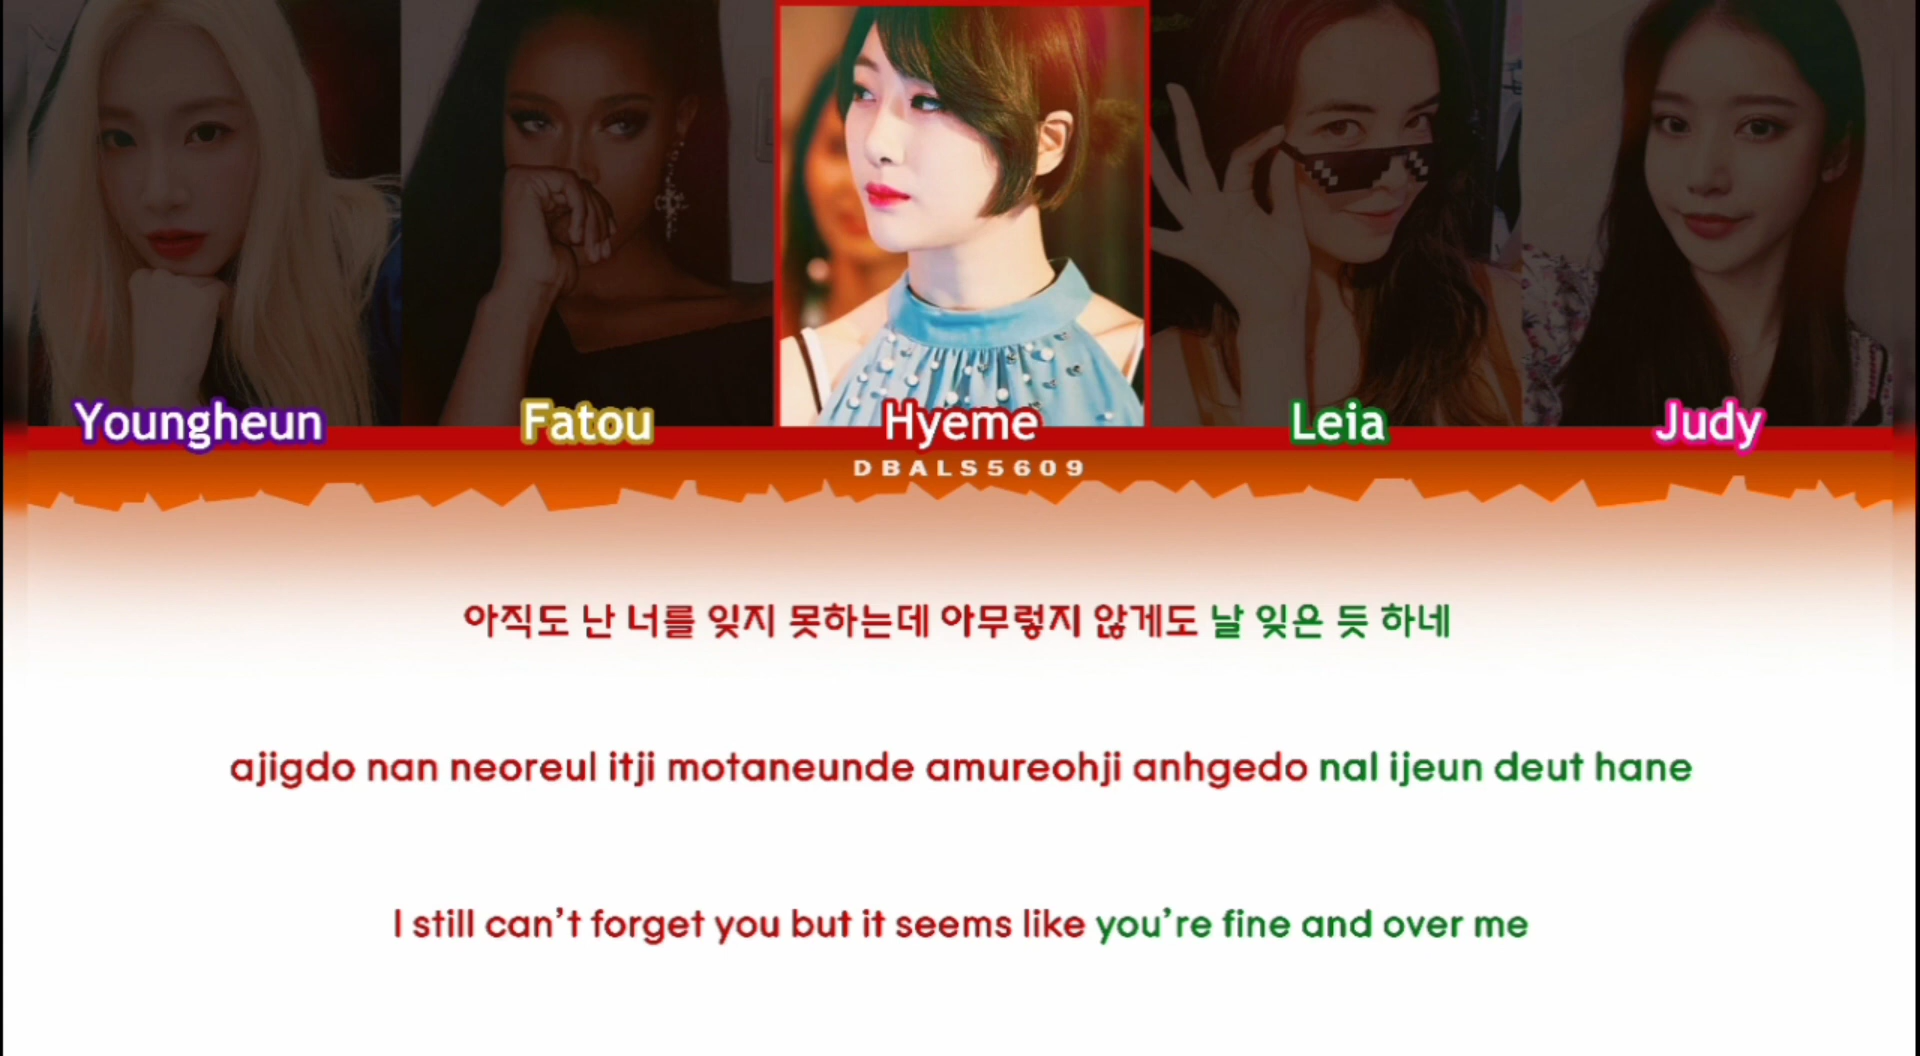 Youngheun Fatou Hyeme Leia Judy
DBALS5609
아직도 난 너를 잊지 못하는데 아무렇지 않게도 날 잊은 듯 하네
ajigdo nan neoreul itji motaneunde amureohji anhgedo nal ijeun deut hane
I still can't forget you but it seems like you're fine and over me